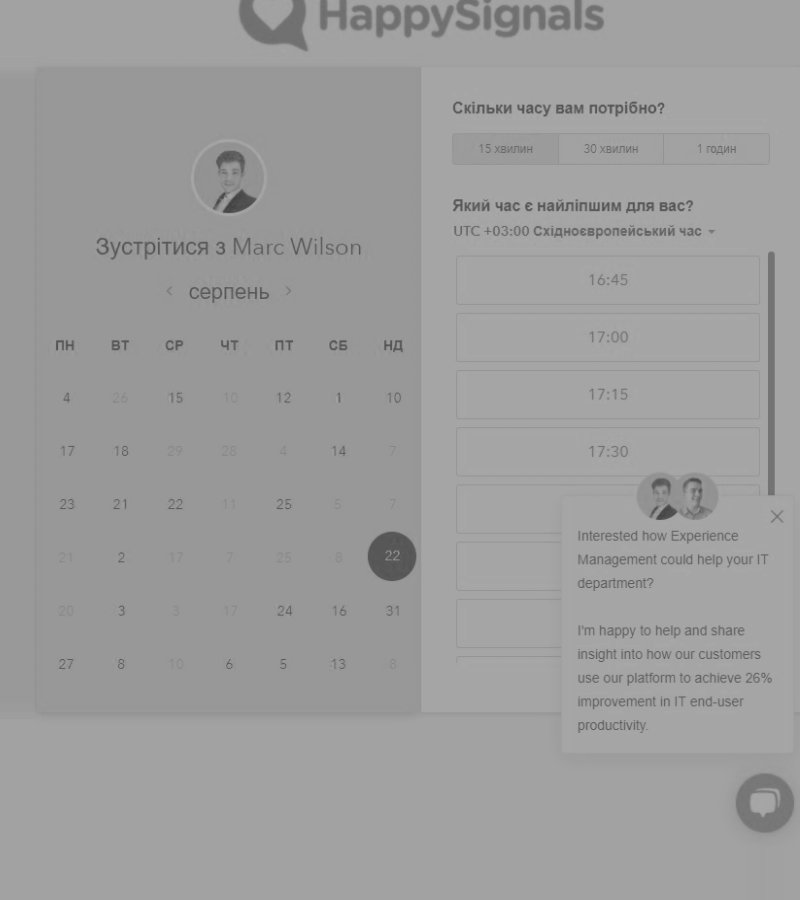 HappySignals
Зустрітися з Marc Wilson
серпень
ПН ВТ СР ЧТ ПТ СБ НД
4 26 15 10 12 1 10
17 18 29 28 4 14 7
23 21 22 11 25 5 7
21 2 17 7 25 8 22
20 3 3 17 24 16 31
27 8 10 6 5 13 8
Скільки часу вам потрібно?
15 хвилин 30 хвилин 1 годин
Який час є найліпшим для вас?
UTC +03:00 Східноєвропейський час
16:45
17:00
17:15
17:30
Interested how Experience
Management could help your IT
department?
I'm happy to help and share
insight into how our customers
use our platform to achieve 26%
improvement in IT end-user
productivity.